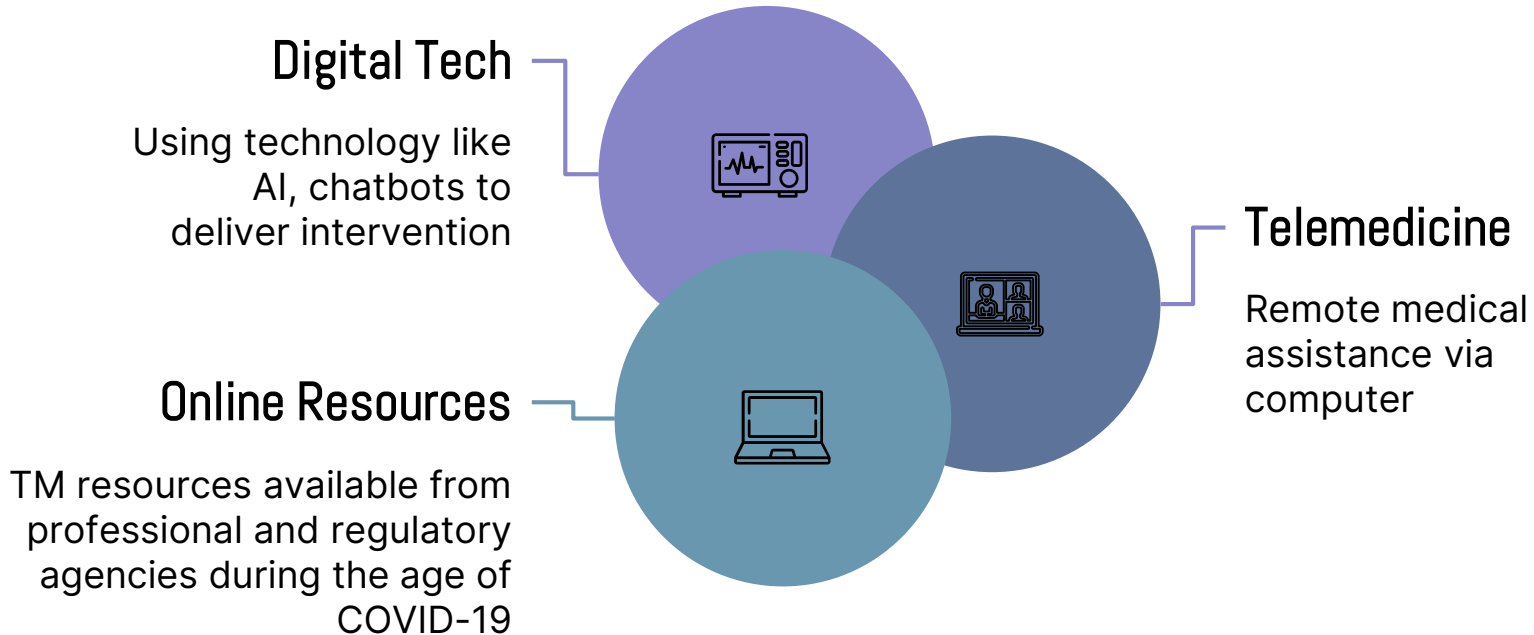 Digital Tech
Using technology like
AI, chatbots to
deliver intervention
Telemedicine
Remote medical
assistance via
computer
Online Resources
TM resources available from
professional and regulatory
agencies during the age of
COVID-19